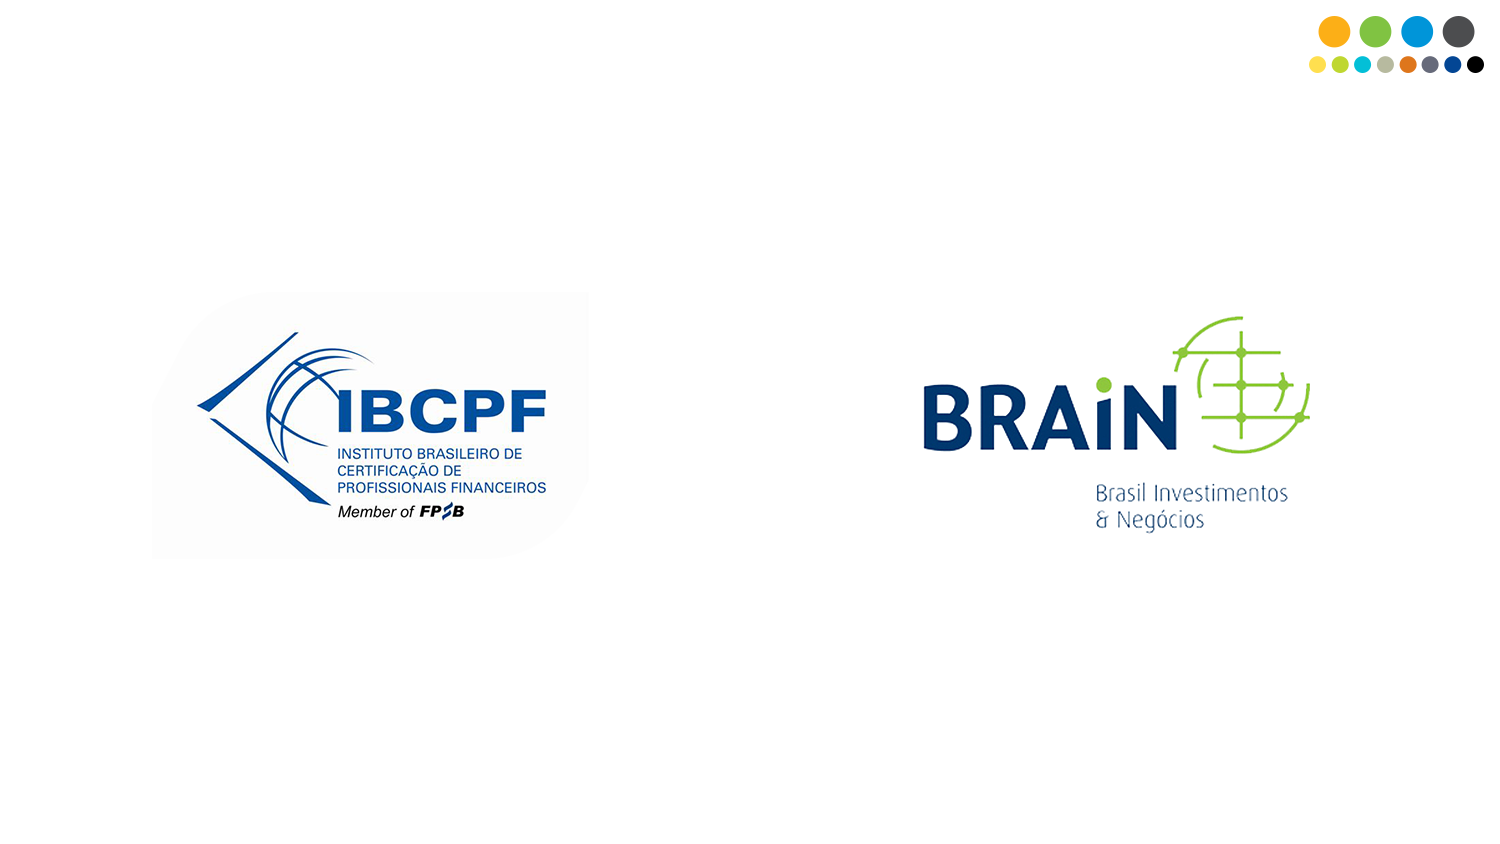 IBCPF
INSTITUTO BRASILEIRO DE
CERTIFICAÇÃO DE
PROFISSIONAIS FINANCEIROS
Member of FPSB
BRAiN
Brasil Investimentos
& Negócios